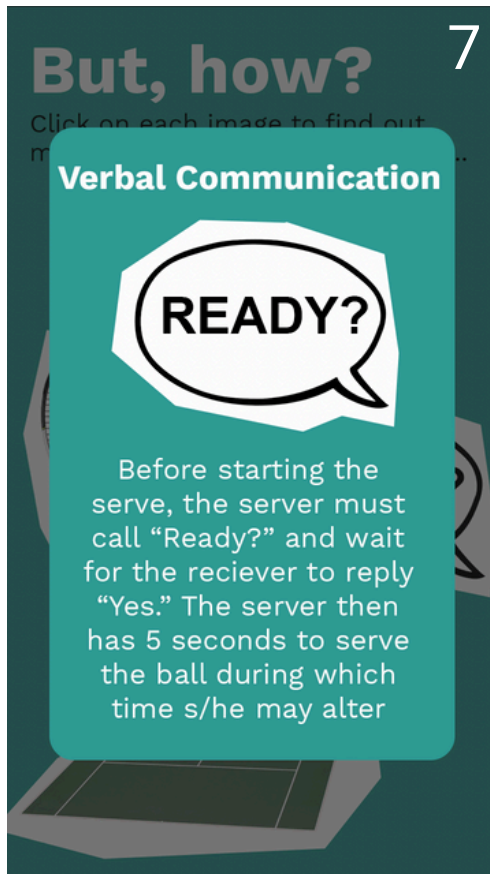 7
But, how?
Click on each image to find out
m ...
Verbal Communication
READY?
Before starting the
serve, the server must
call “Ready?” and wait
for the reciever to reply
“Yes.” The server then
has 5 seconds to serve
the ball during which
time s/he may alter
?